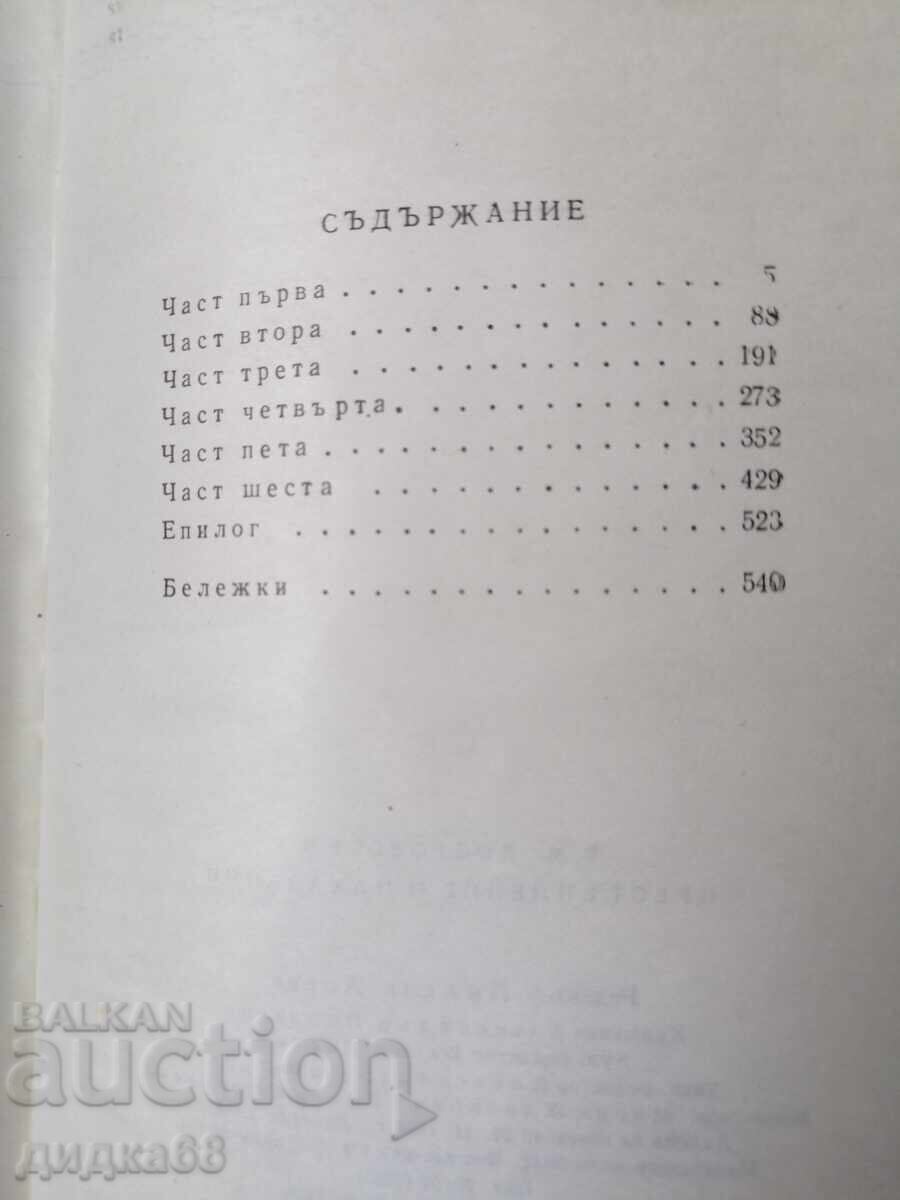 СЪДЪРЖАНИЕ
Част първа . . . . . . . . . . . . . . 5
Част втора . . . . . . . . . . . . . . 88
Част трета . . . . . . . . . . . . . . 191
Част четвърта . . . . . . . . . . . . 273
Част пета . . . . . . . . . . . . . . . 352
Част шеста . . . . . . . . . . . . . 429
Епилог . . . . . . . . . . . . . . . . 523
Бележки . . . . . . . . . . . . . . . 540
BALKAN
auction
дидка68